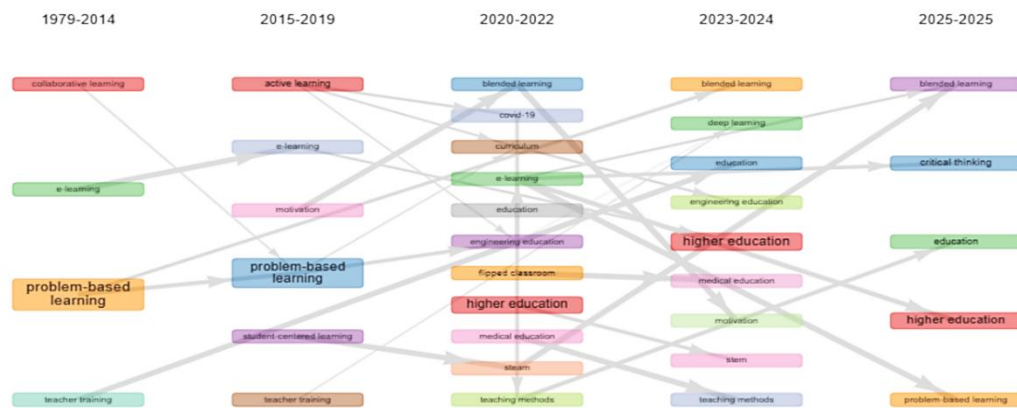 1979-2014
2015-2019
2020-2022
2023-2024
2025-2025
collaborative learning
e-learning
problem-based
learning
teacher training
active learning
e-learning
motivation
problem-based
learning
student-centered learning
teacher training
blended learning
covid-19
curriculum
e-learning
education
engineering education
flipped classroom
higher education
medical education
steam
teaching methods
blended learning
deep learning
education
engineering education
higher education
medical education
motivation
stem
teaching methods
blended learning
critical thinking
education
higher education
problem-based learning